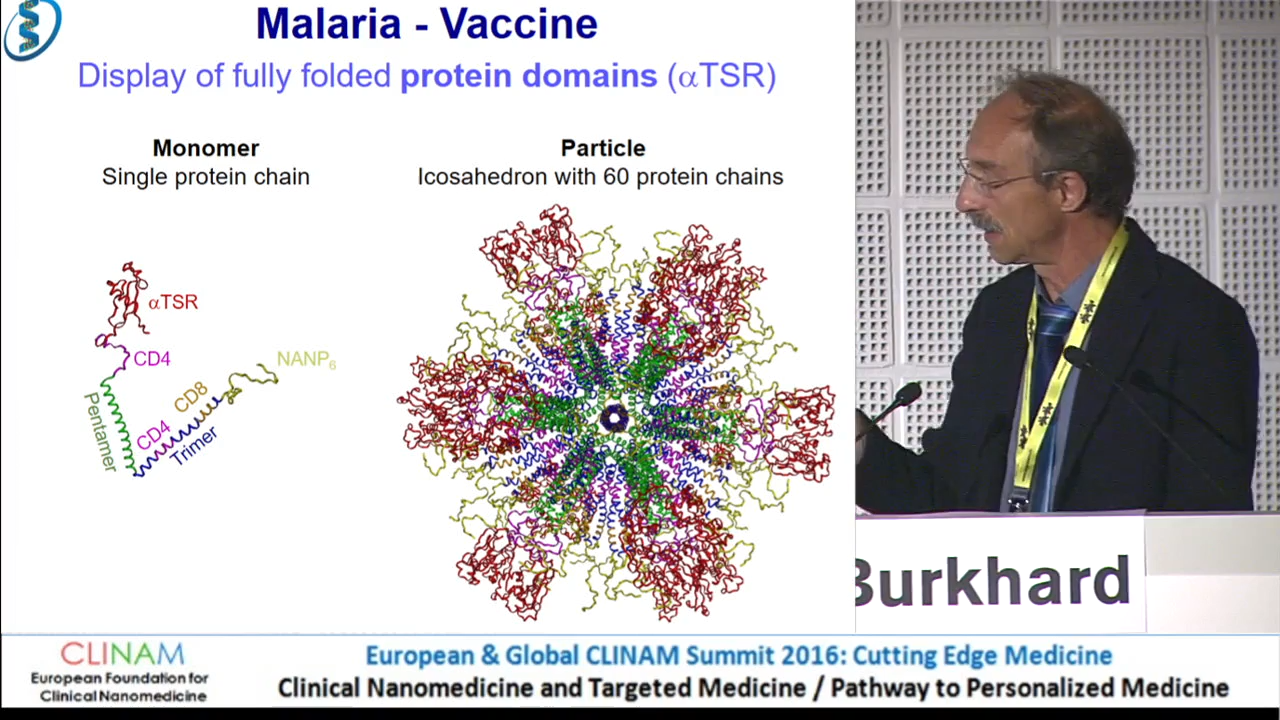 Malaria - Vaccine
Display of fully folded protein domains (αTSR)
Monomer
Single protein chain
Particle
Icosahedron with 60 protein chains
αTSR
CD4
NANP₆
CD8
Pentamer
CD4
Trimer
Burkhard
CLINAM
European Foundation for
Clinical Nanomedicine
European & Global CLINAM Summit 2016: Cutting Edge Medicine
Clinical Nanomedicine and Targeted Medicine / Pathway to Personalized Medicine